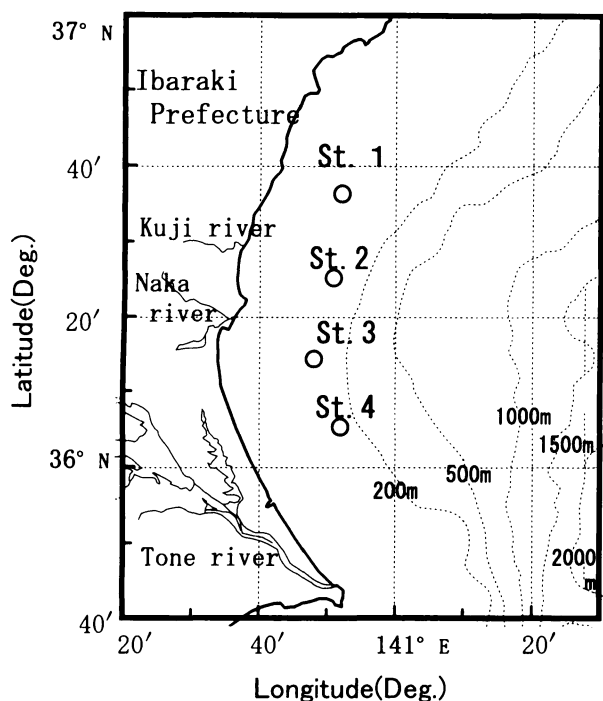 37° N
Ibaraki
Prefecture
St. 1
40′
Kuji river
St. 2
Naka
river
20′
St. 3
St. 4
1000m
1500m
36° N
500m
200m
Tone river
2000
m
40′
20′
40′
141° E
20′
Latitude(Deg.)
Longitude(Deg.)